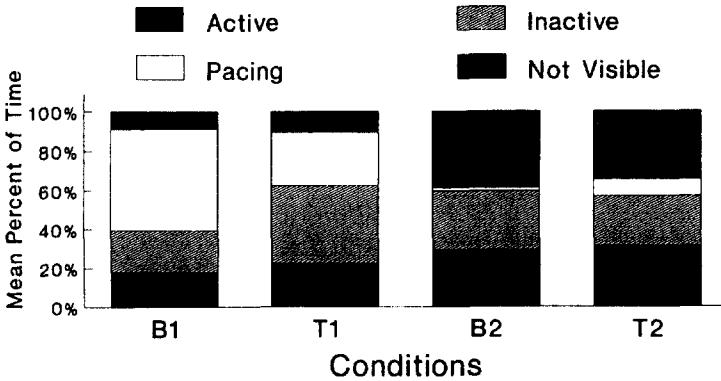 Active
Inactive
Pacing
Not Visible
Mean Percent of Time
100%
80%
60%
40%
20%
0%
B1
T1
B2
T2
Conditions